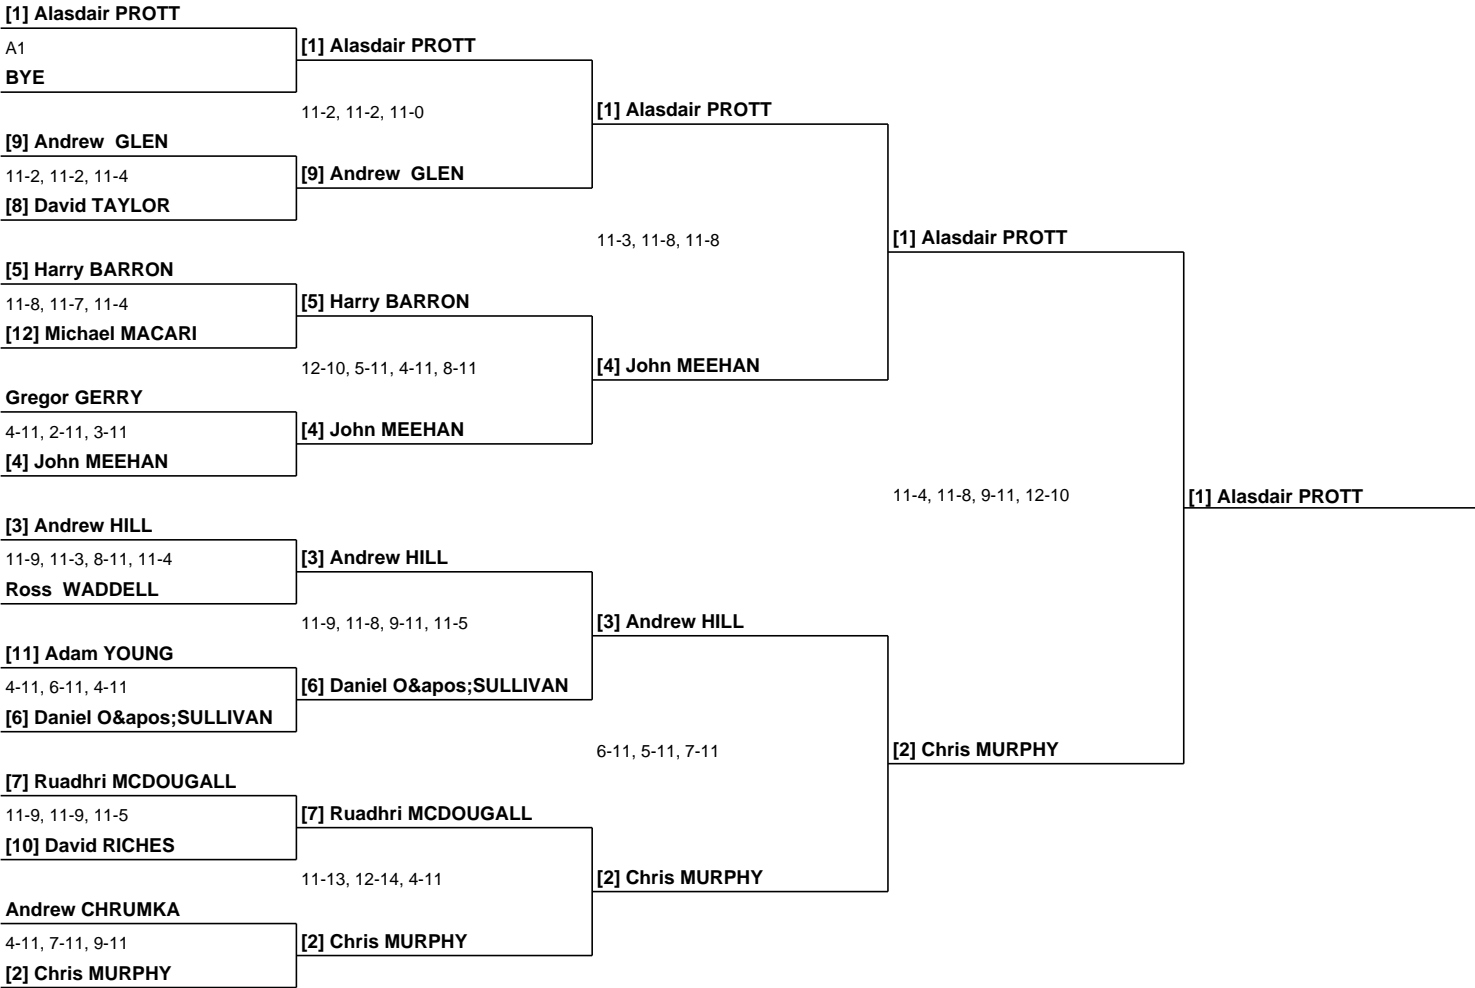 [1] Alasdair PROTT
A1
BYE
[9] Andrew  GLEN
11-2, 11-2, 11-4
[8] David TAYLOR
[5] Harry BARRON
11-8, 11-7, 11-4
[12] Michael MACARI
Gregor GERRY
4-11, 2-11, 3-11
[4] John MEEHAN
[3] Andrew HILL
11-9, 11-3, 8-11, 11-4
Ross  WADDELL
[11] Adam YOUNG
4-11, 6-11, 4-11
[6] Daniel O&apos;SULLIVAN
[7] Ruadhri MCDOUGALL
11-9, 11-9, 11-5
[10] David RICHES
Andrew CHRUMKA
4-11, 7-11, 9-11
[2] Chris MURPHY
[1] Alasdair PROTT
11-2, 11-2, 11-0
[9] Andrew  GLEN
[5] Harry BARRON
12-10, 5-11, 4-11, 8-11
[4] John MEEHAN
[3] Andrew HILL
11-9, 11-8, 9-11, 11-5
[6] Daniel O&apos;SULLIVAN
[7] Ruadhri MCDOUGALL
11-13, 12-14, 4-11
[2] Chris MURPHY
[1] Alasdair PROTT
11-3, 11-8, 11-8
[4] John MEEHAN
[3] Andrew HILL
6-11, 5-11, 7-11
[2] Chris MURPHY
[1] Alasdair PROTT
11-4, 11-8, 9-11, 12-10
[2] Chris MURPHY
[1] Alasdair PROTT